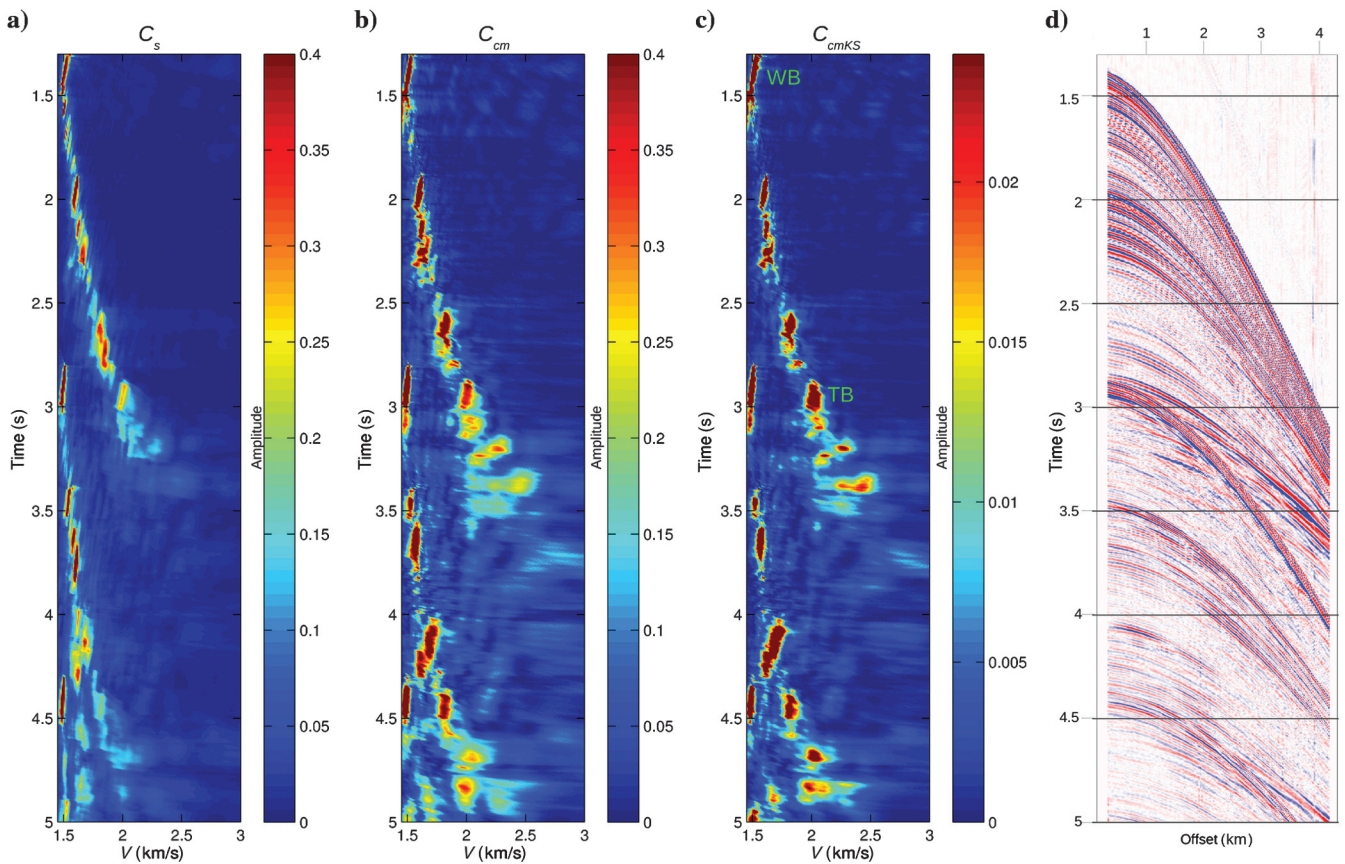 a)
C_s
1.5
2
2.5
3
3.5
4
4.5
5
Time (s)
1.5 2 2.5 3
V (km/s)
0.4
0.35
0.3
0.25
0.2
0.15
0.1
0.05
0
Amplitude
b)
C_cm
1.5
2
2.5
3
3.5
4
4.5
5
Time (s)
1.5 2 2.5 3
V (km/s)
0.4
0.35
0.3
0.25
0.2
0.15
0.1
0.05
0
Amplitude
c)
C_cmKS
WB
TB
1.5
2
2.5
3
3.5
4
4.5
5
Time (s)
1.5 2 2.5 3
V (km/s)
0.02
0.015
0.01
0.005
0
Amplitude
d)
1 2 3 4
1.5
2
2.5
3
3.5
4
4.5
5
Time (s)
Offset (km)